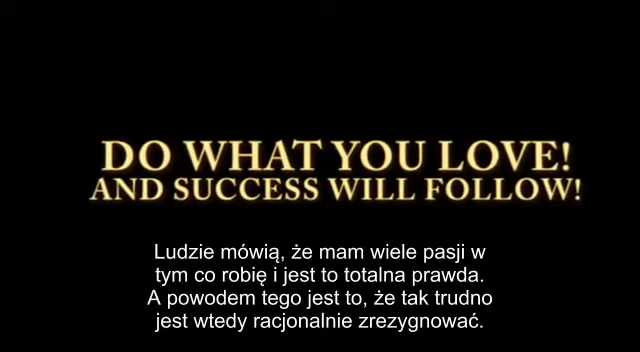 DO WHAT YOU LOVE!
AND SUCCESS WILL FOLLOW!
Ludzie mówią, że mam wiele pasji w
tym co robię i jest to totalna prawda.
A powodem tego jest to, że tak trudno
jest wtedy racjonalnie zrezygnować.